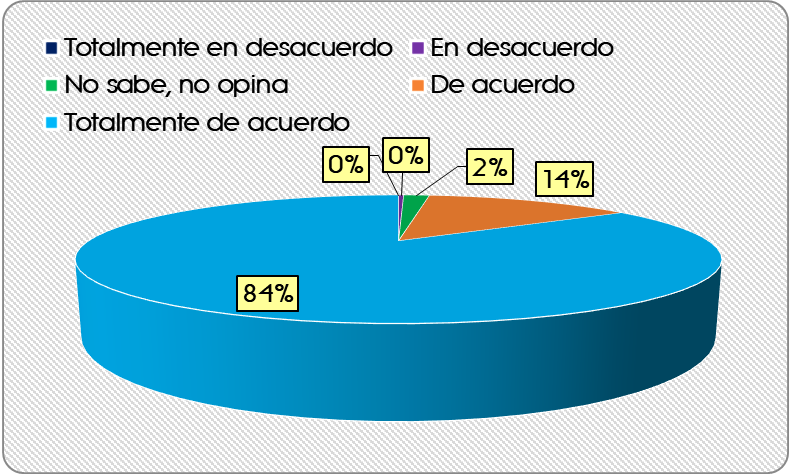 Totalmente en desacuerdo En desacuerdo
No sabe, no opina De acuerdo
Totalmente de acuerdo
0% 0% 2% 14%
84%